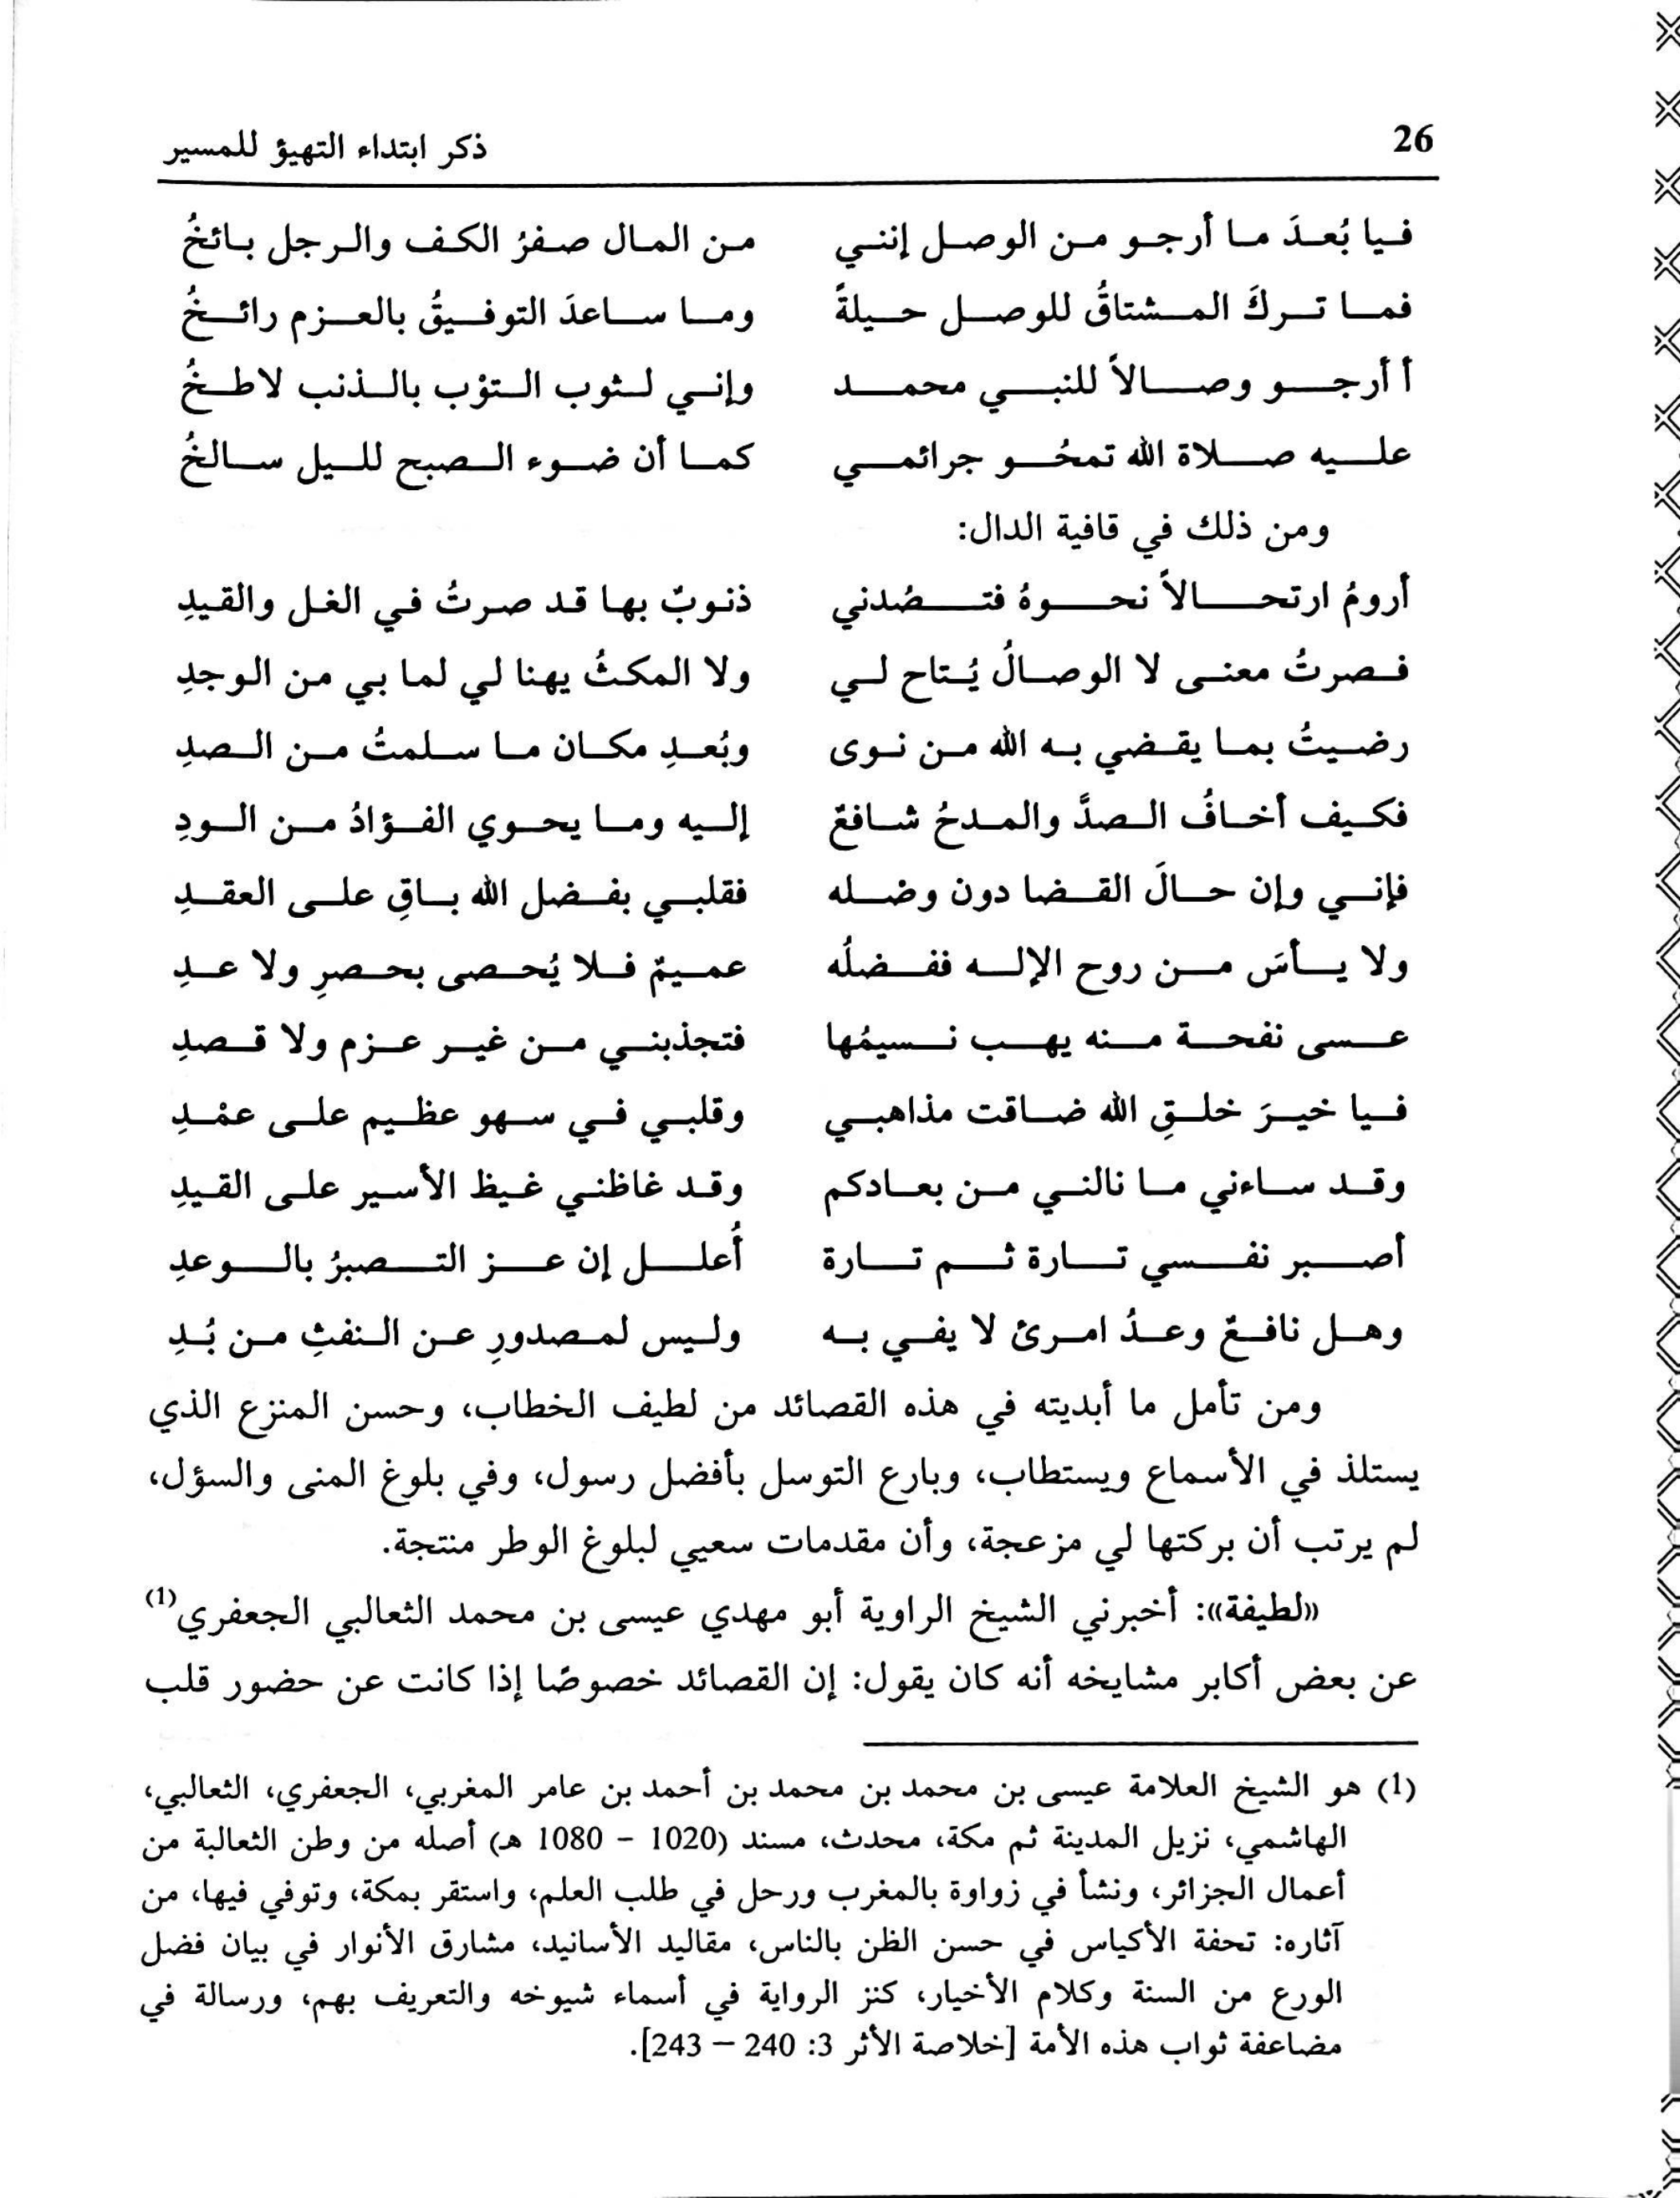 26 ذكر ابتداء التهيؤ للمسير
فيا بُعدَ ما أرجو من الوصل إنني من المال صفرُ الكف والرجل بائخُ
فما تركَ المشتاقُ للوصل حيلةً وما ساعدَ التوفيقُ بالعزم رائخُ
أ أرجو وصالاً للنبي محمد وإني لثوب التوْب بالذنب لاطخُ
عليه صلاة الله تمحُو جرائمي كما أن ضوء الصبح لليل سالخُ
ومن ذلك في قافية الدال:
أرومُ ارتحالاً نحوهُ فتصُدني ذنوبٌ بها قد صرتُ في الغل والقيدِ
فصرتُ معنى لا الوصالُ يُتاح لي ولا المكثُ يهنا لي لما بي من الوجدِ
رضيتُ بما يقضي به الله من نوى وبُعدِ مكان ما سلمتُ من الصدِ
فكيف أخافُ الصدَّ والمدحُ شافعٌ إليه وما يحوي الفؤادُ من الودِ
فإني وإن حالَ القضا دون وصْله فقلبي بفضل الله باقِ على العقدِ
ولا يأسَ من روح الإله ففضلُه عميمٌ فلا يُحصى بحصرِ ولا عدِ
عسى نفحة منه يهب نسيمُها فتجذبني من غير عزم ولا قصدِ
فيا خيرَ خلقِ الله ضاقت مذاهبي وقلبي في سهو عظيم على عمْدِ
وقد ساءني ما نالني من بعادكم وقد غاظني غيظ الأسير على القيدِ
أصبر نفسي تارة ثم تارة أُعلل إن عز التصبرُ بالوعدِ
وهل نافعٌ وعدُ امرئ لا يفي به وليس لمصدورِ عن النفثِ من بُدِ
ومن تأمل ما أبديته في هذه القصائد من لطيف الخطاب، وحسن المنزع الذي
يستلذ في الأسماع ويستطاب، وبارع التوسل بأفضل رسول، وفي بلوغ المنى والسؤل،
لم يرتب أن بركتها لي مزعجة، وأن مقدمات سعيي لبلوغ الوطر منتجة.
«لطيفة»: أخبرني الشيخ الراوية أبو مهدي عيسى بن محمد الثعالبي الجعفري(1)
عن بعض أكابر مشايخه أنه كان يقول: إن القصائد خصوصًا إذا كانت عن حضور قلب
(1) هو الشيخ العلامة عيسى بن محمد بن محمد بن أحمد بن عامر المغربي، الجعفري، الثعالبي،
الهاشمي، نزيل المدينة ثم مكة، محدث، مسند (1020 – 1080 هـ) أصله من وطن الثعالبة من
أعمال الجزائر، ونشأ في زواوة بالمغرب ورحل في طلب العلم، واستقر بمكة، وتوفي فيها، من
آثاره: تحفة الأكياس في حسن الظن بالناس، مقاليد الأسانيد، مشارق الأنوار في بيان فضل
الورع من السنة وكلام الأخيار، كنز الرواية في أسماء شيوخه والتعريف بهم، ورسالة في
مضاعفة ثواب هذه الأمة [خلاصة الأثر 3: 240 – 243].